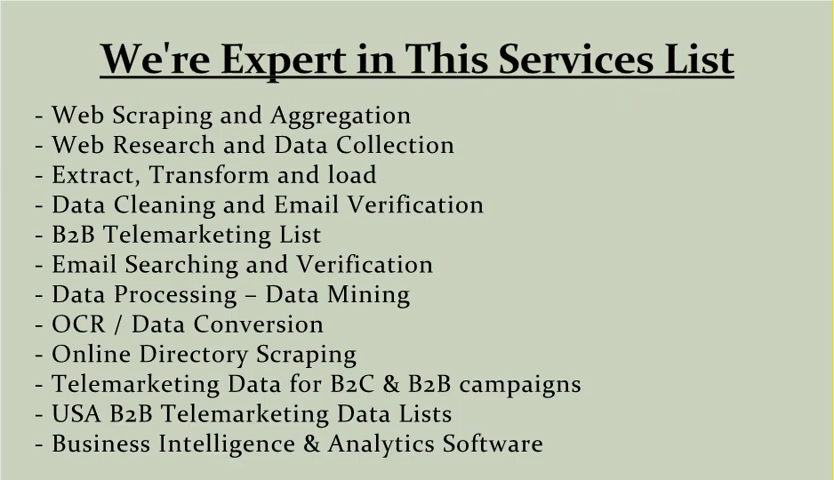 We're Expert in This Services List
- Web Scraping and Aggregation
- Web Research and Data Collection
- Extract, Transform and load
- Data Cleaning and Email Verification
- B2B Telemarketing List
- Email Searching and Verification
- Data Processing – Data Mining
- OCR / Data Conversion
- Online Directory Scraping
- Telemarketing Data for B2C & B2B campaigns
- USA B2B Telemarketing Data Lists
- Business Intelligence & Analytics Software